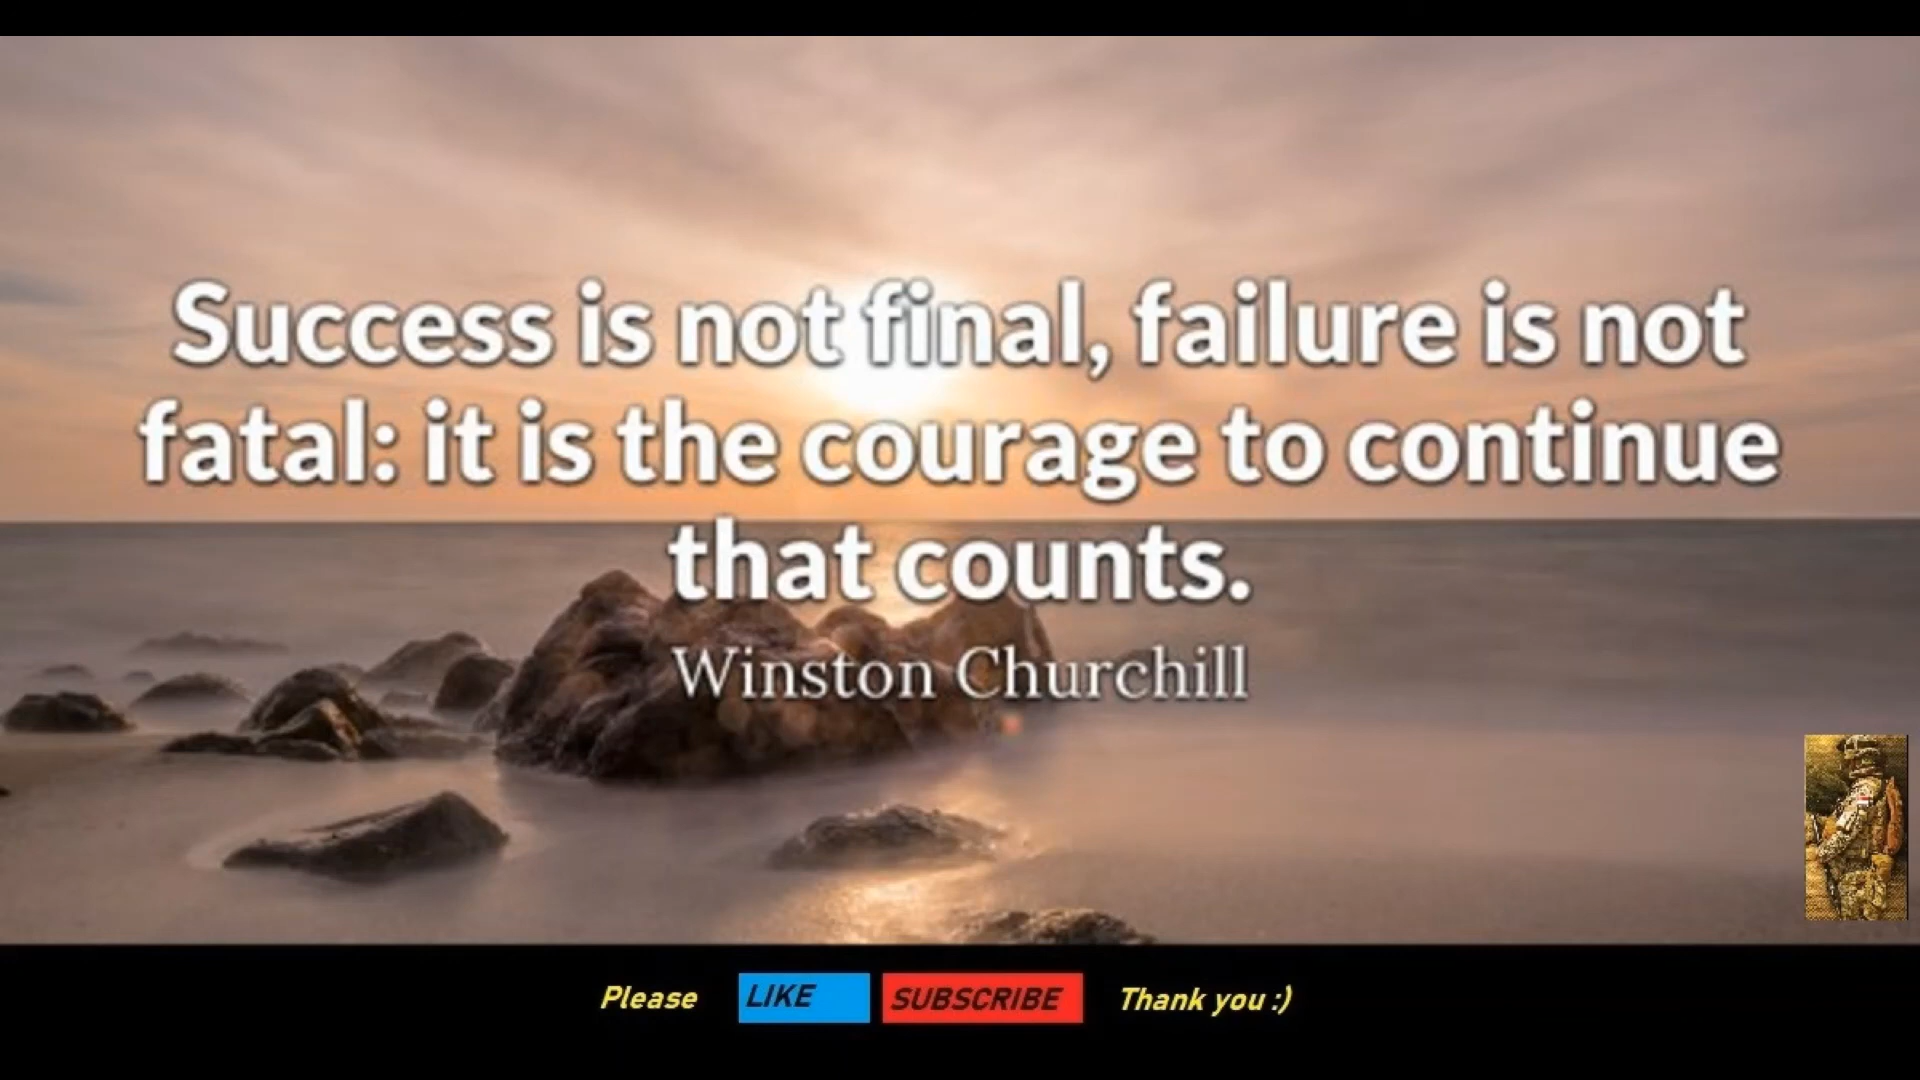 Success is not final, failure is not
fatal: it is the courage to continue
that counts.
Winston Churchill
Please LIKE SUBSCRIBE Thank you :)